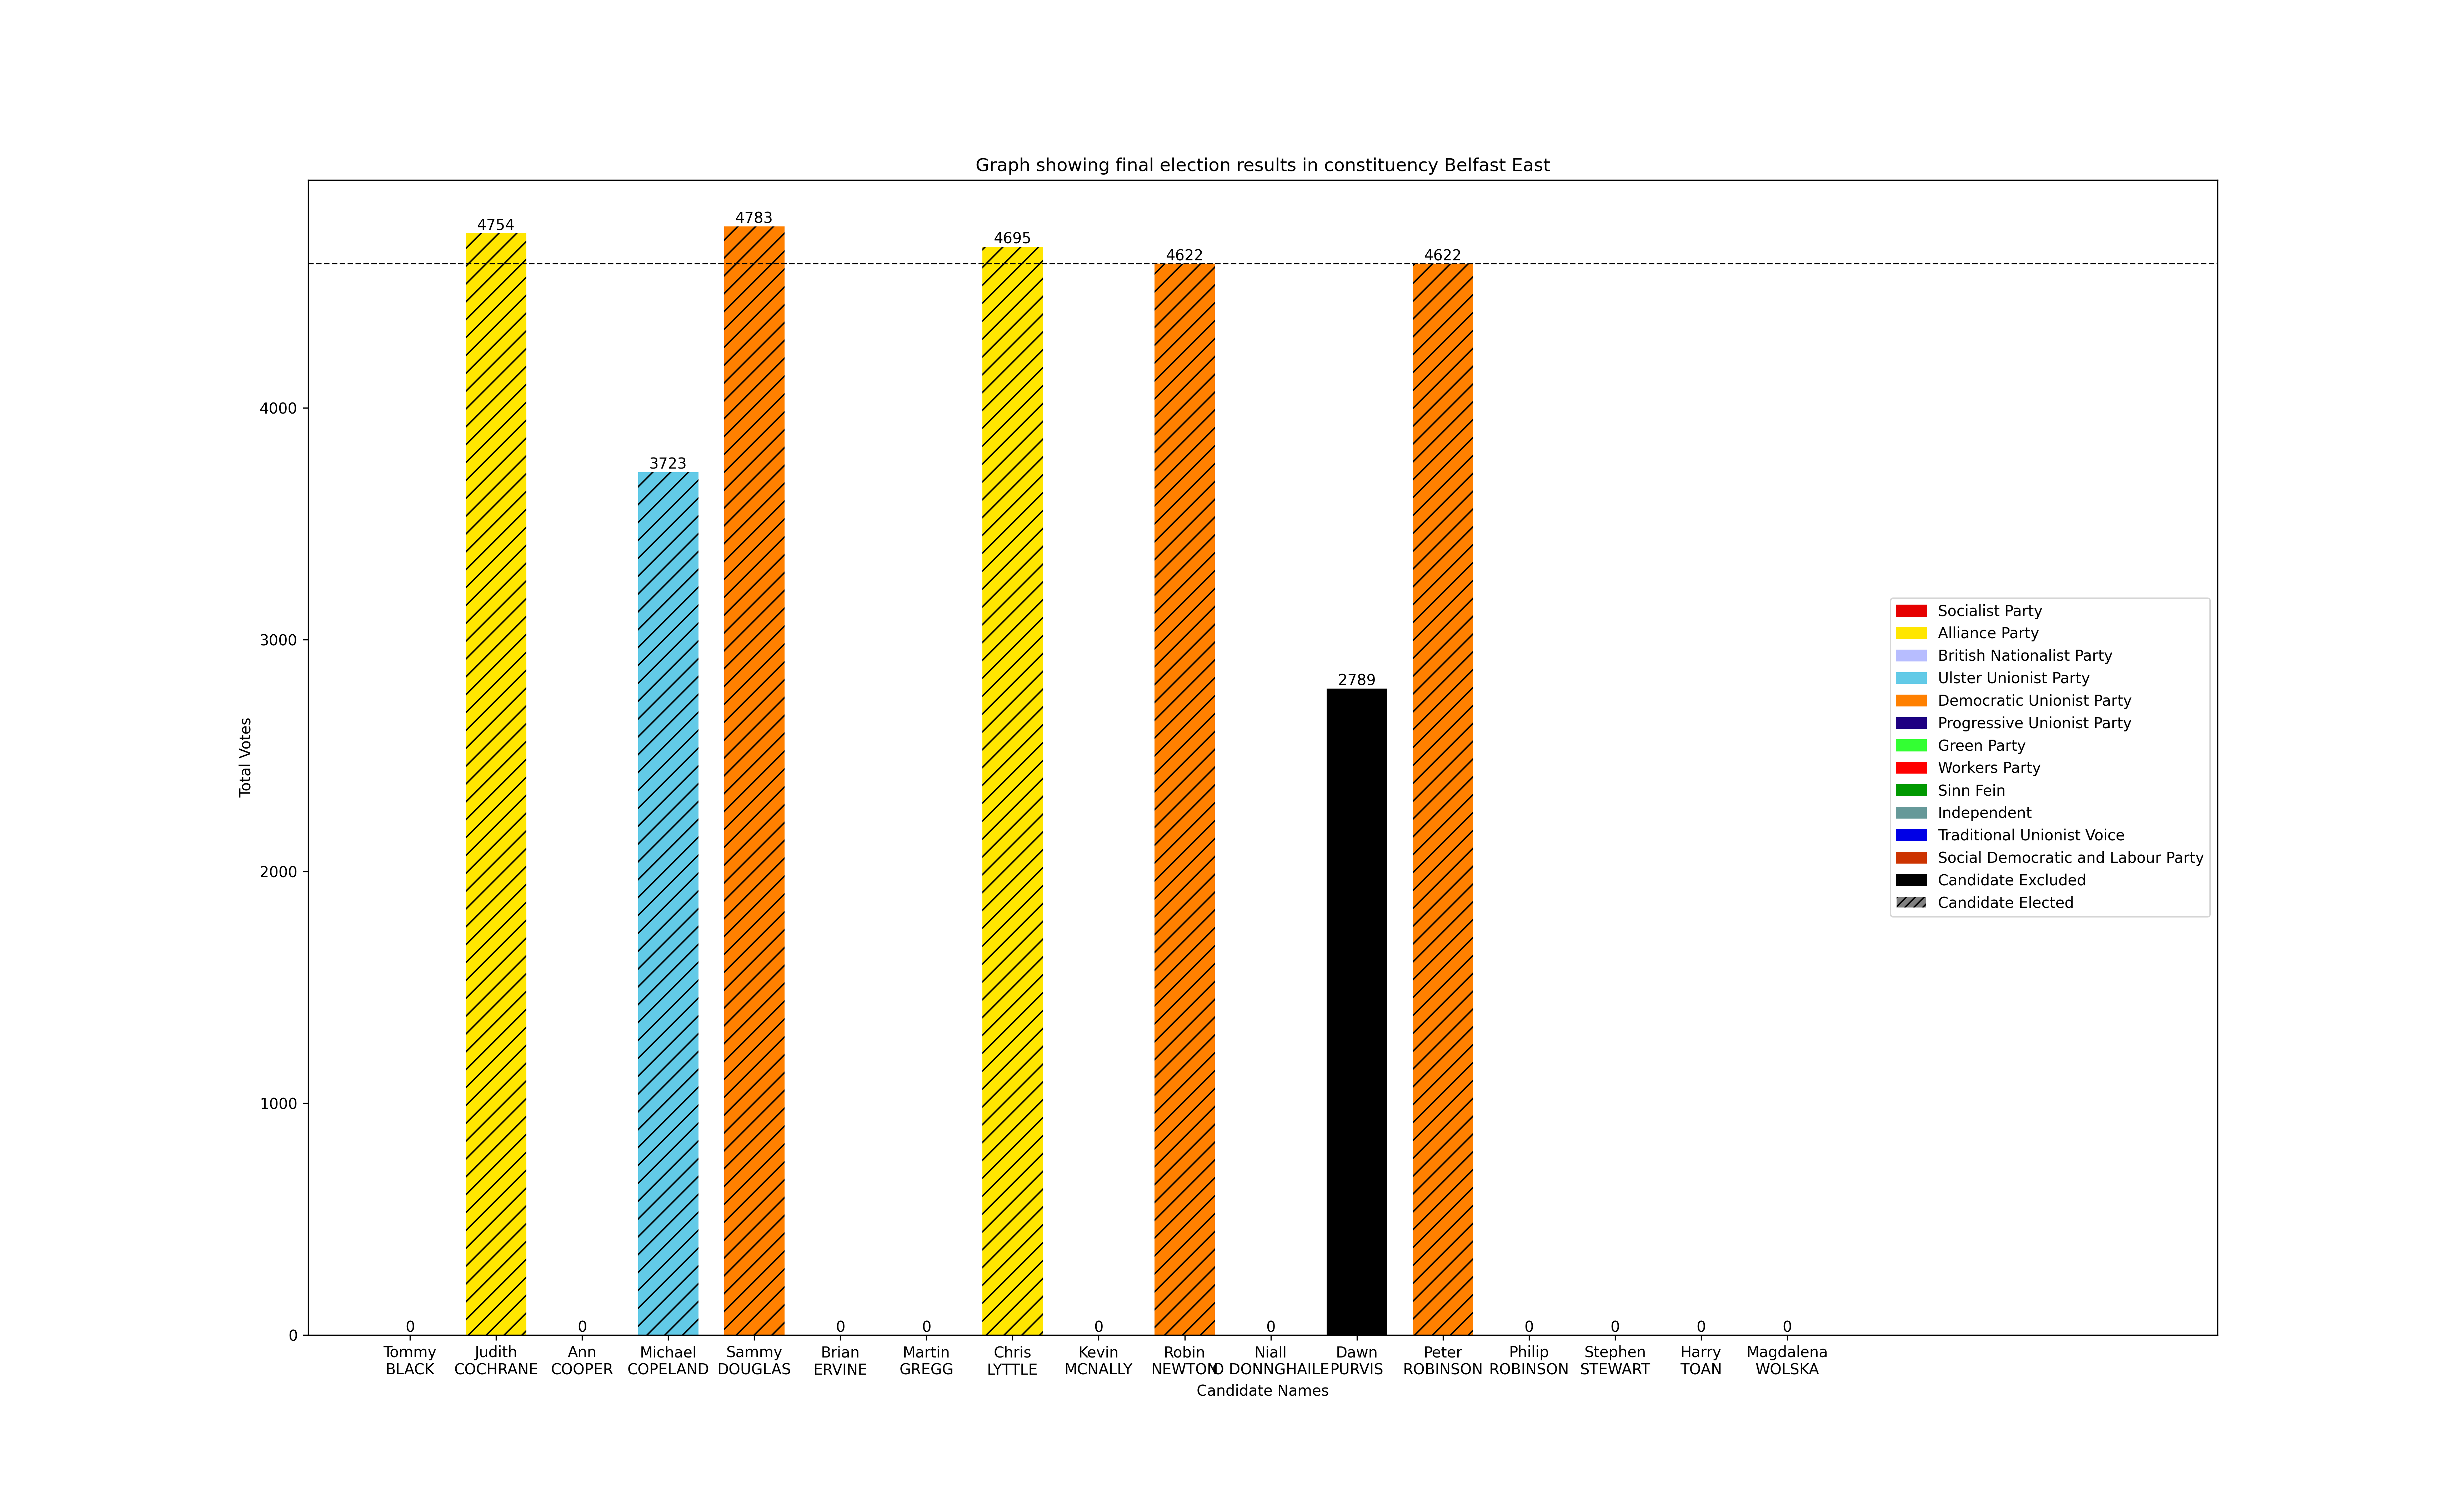 Graph showing final election results in constituency Belfast East
4754
4783
4695
4622
4622
3723
2789
0
0
0
0
0
0
0
0
0
0
4000
3000
2000
1000
0
Total Votes
Socialist Party
Alliance Party
British Nationalist Party
Ulster Unionist Party
Democratic Unionist Party
Progressive Unionist Party
Green Party
Workers Party
Sinn Fein
Independent
Traditional Unionist Voice
Social Democratic and Labour Party
Candidate Excluded
Candidate Elected
Tommy
BLACK
Judith
COCHRANE
Ann
COOPER
Michael
COPELAND
Sammy
DOUGLAS
Brian
ERVINE
Martin
GREGG
Chris
LYTTLE
Kevin
MCNALLY
Robin
NEWTON
Niall
O DONNGHAILE
Dawn
PURVIS
Peter
ROBINSON
Philip
ROBINSON
Stephen
STEWART
Harry
TOAN
Magdalena
WOLSKA
Candidate Names